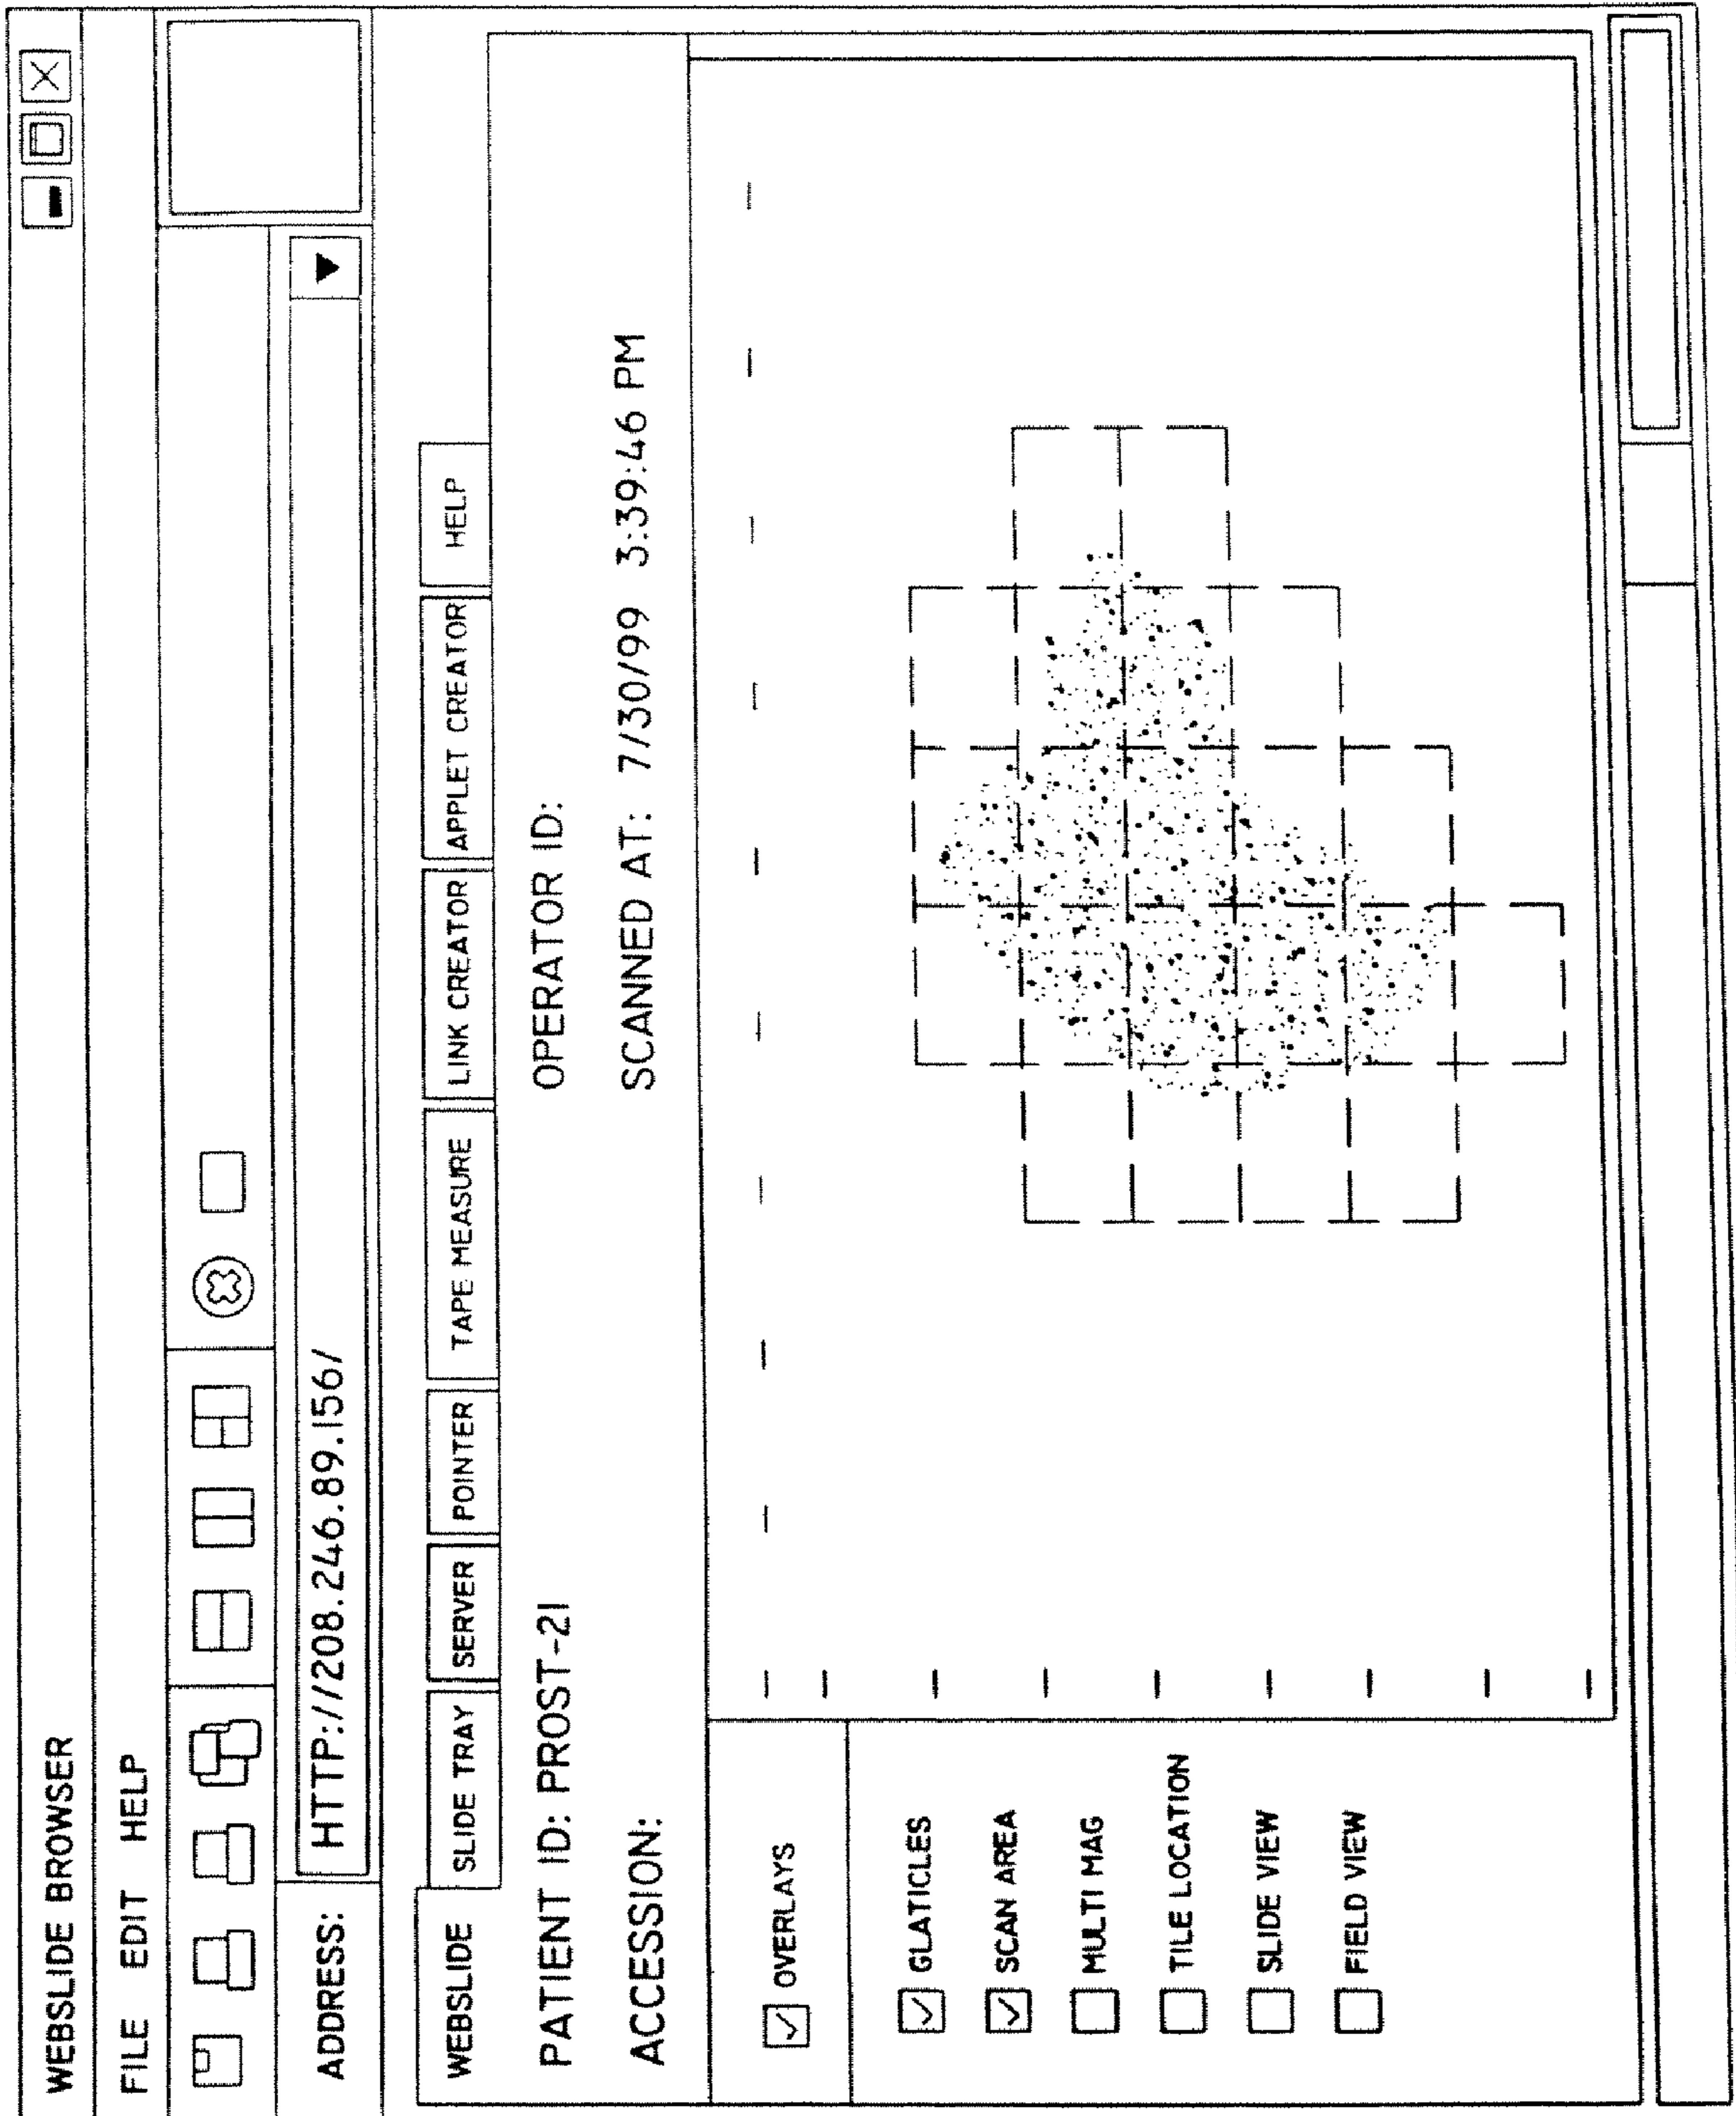 WEBSLIDE BROWSER
FILE EDIT HELP
ADDRESS: HTTP://208.246.89.156/
WEBSLIDE SLIDE TRAY SERVER POINTER TAPE MEASURE LINK CREATOR APPLET CREATOR HELP
PATIENT ID: PROST-21 OPERATOR ID:
ACCESSION: SCANNED AT: 7/30/99 3:39:46 PM
OVERLAYS
GLATICLES
SCAN AREA
MULTI MAG
TILE LOCATION
SLIDE VIEW
FIELD VIEW